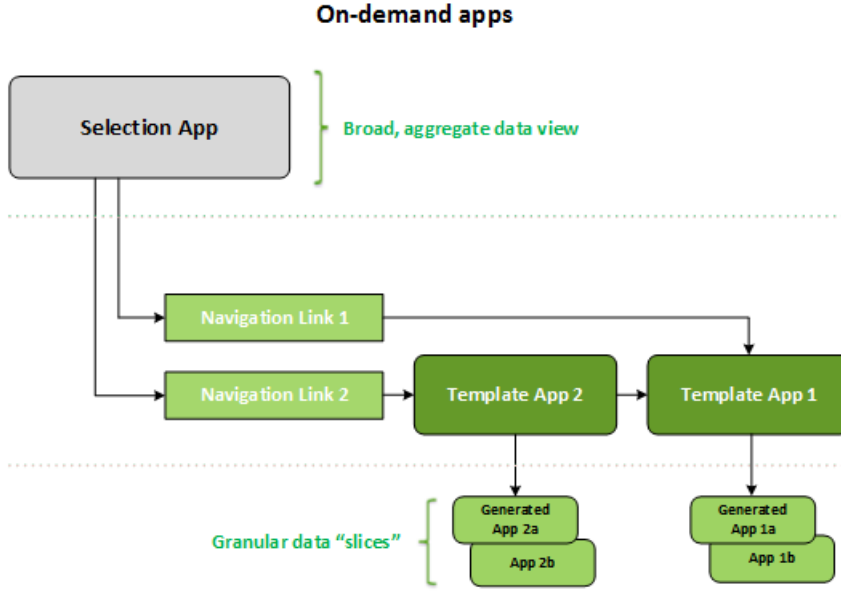 On-demand apps
Selection App
Broad, aggregate data view
Navigation Link 1
Navigation Link 2
Template App 2
Template App 1
Granular data “slices”
Generated
App 2a
App 2b
Generated
App 1a
App 1b